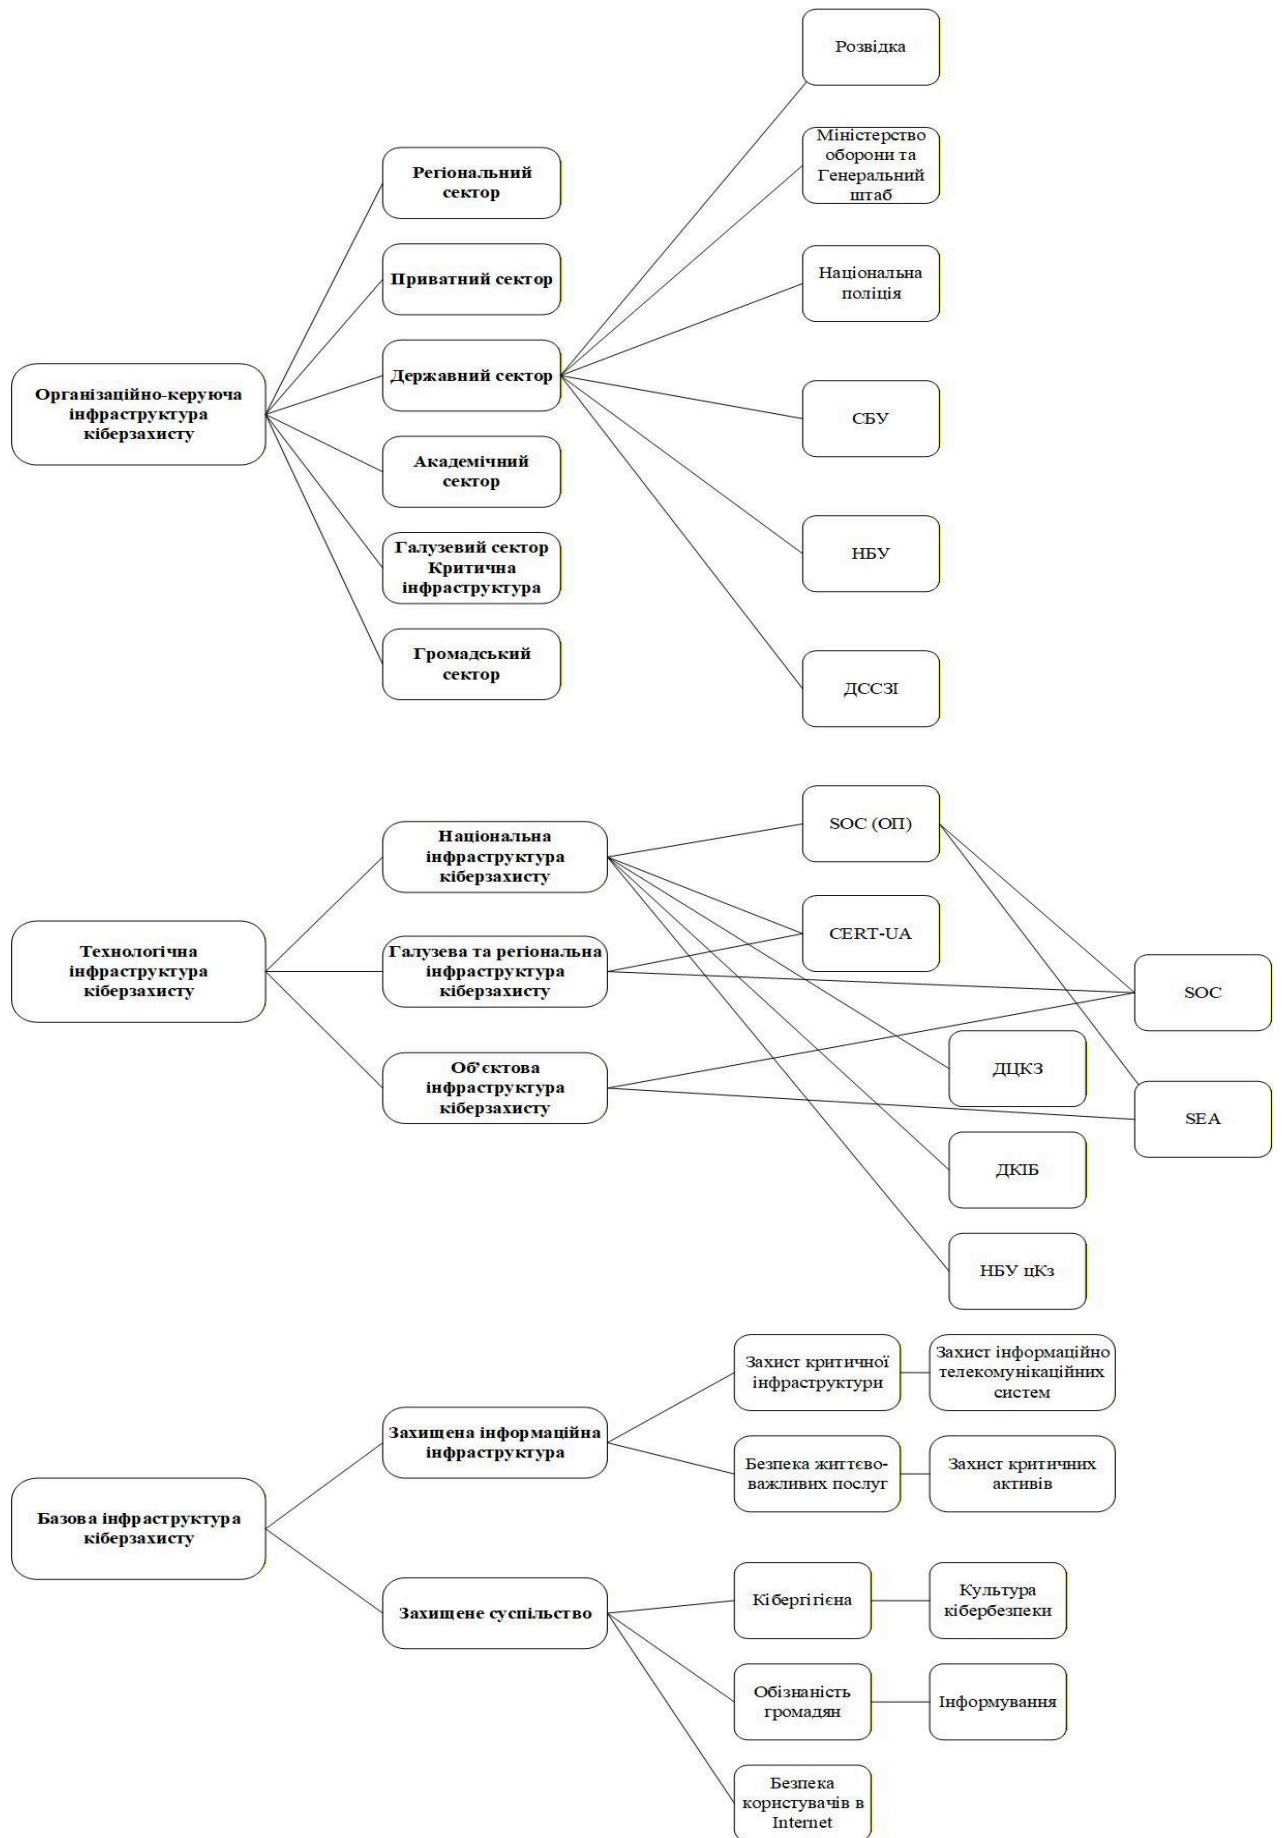 Розвідка
Міністерство
оборони та
Генеральний
штаб
Регіональний
сектор
Приватний сектор
Національна
поліція
Державний сектор
Організаційно-керуюча
інфраструктура
кіберзахисту
СБУ
Академічний
сектор
Галузевий сектор
Критична
інфраструктура
НБУ
Громадський
сектор
ДССЗІ
SOC (ОП)
Національна
інфраструктура
кіберзахисту
CERT-UA
Технологічна
інфраструктура
кіберзахисту
Галузева та регіональна
інфраструктура
кіберзахисту
SOC
Об’єктова
інфраструктура
кіберзахисту
ДЦКЗ
SEA
ДКІБ
НБУ цКз
Захист критичної
інфраструктури
Захист інформаційно
телекомунікаційних
систем
Захищена інформаційна
інфраструктура
Безпека життєво-
важливих послуг
Захист критичних
активів
Базова інфраструктура
кіберзахисту
Захищене суспільство
Кібергігієна
Культура
кібербезпеки
Обізнаність
громадян
Інформування
Безпека
користувачів в
Internet